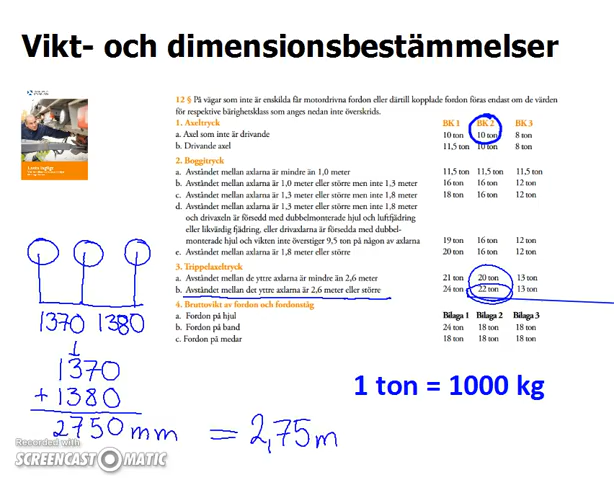 Vikt- och dimensionsbestämmelser
12 § På vägar som inte är enskilda får motordrivna fordon eller därtill kopplade fordon föras endast om de värden
för respektive bärighetsklass som anges nedan inte överskrids.
1. Axeltryck BK 1 BK 2 BK 3
a. Axel som inte är drivande 10 ton 10 ton 8 ton
b. Drivande axel 11,5 ton 10 ton 8 ton
2. Boggitryck
a. Avståndet mellan axlarna är mindre än 1,0 meter 11,5 ton 11,5 ton 11,5 ton
b. Avståndet mellan axlarna är 1,0 meter eller större men inte 1,3 meter 16 ton 16 ton 12 ton
c. Avståndet mellan axlarna är 1,3 meter eller större men inte 1,8 meter 18 ton 16 ton 12 ton
d. Avståndet mellan axlarna är 1,3 meter eller större men inte 1,8 meter
och drivaxeln är försedd med dubbelmonterade hjul och luftfjädring
eller likvärdig fjädring, eller drivaxlarna är försedda med dubbel-
monterade hjul och vikten inte överstiger 9,5 ton på någon av axlarna 19 ton 16 ton 12 ton
e. Avståndet mellan axlarna är 1,8 meter eller större 20 ton 16 ton 12 ton
3. Trippelaxeltryck
a. Avståndet mellan de yttre axlarna är mindre än 2,6 meter 21 ton 20 ton 13 ton
b. Avståndet mellan det yttre axlarna är 2,6 meter eller större 24 ton 22 ton 13 ton
4. Bruttovikt av fordon och fordonståg Bilaga 1 Bilaga 2 Bilaga 3
a. Fordon på hjul 24 ton 18 ton 18 ton
b. Fordon på band 18 ton 18 ton 18 ton
c. Fordon på medar
1370 1380
1
1370
+1380
2750 mm = 2,75 m
1 ton = 1000 kg
Recorded with
SCREENCAST O MATIC